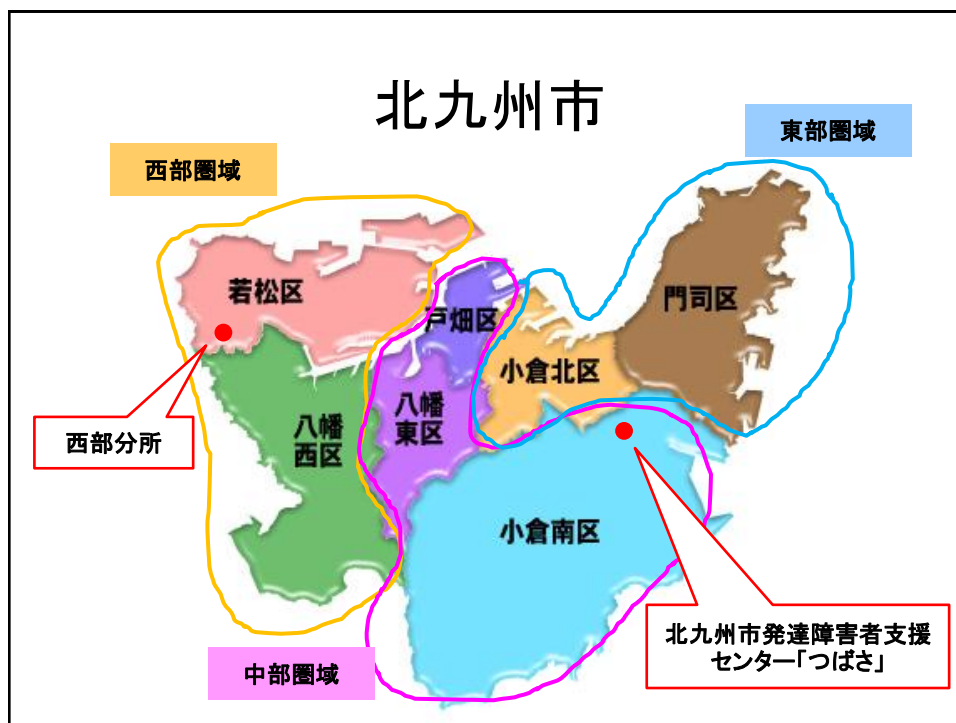 北九州市
東部圏域
西部圏域
若松区
戸畑区
門司区
小倉北区
八幡
東区
八幡
西区
西部分所
小倉南区
北九州市発達障害者支援
センター「つばさ」
中部圏域